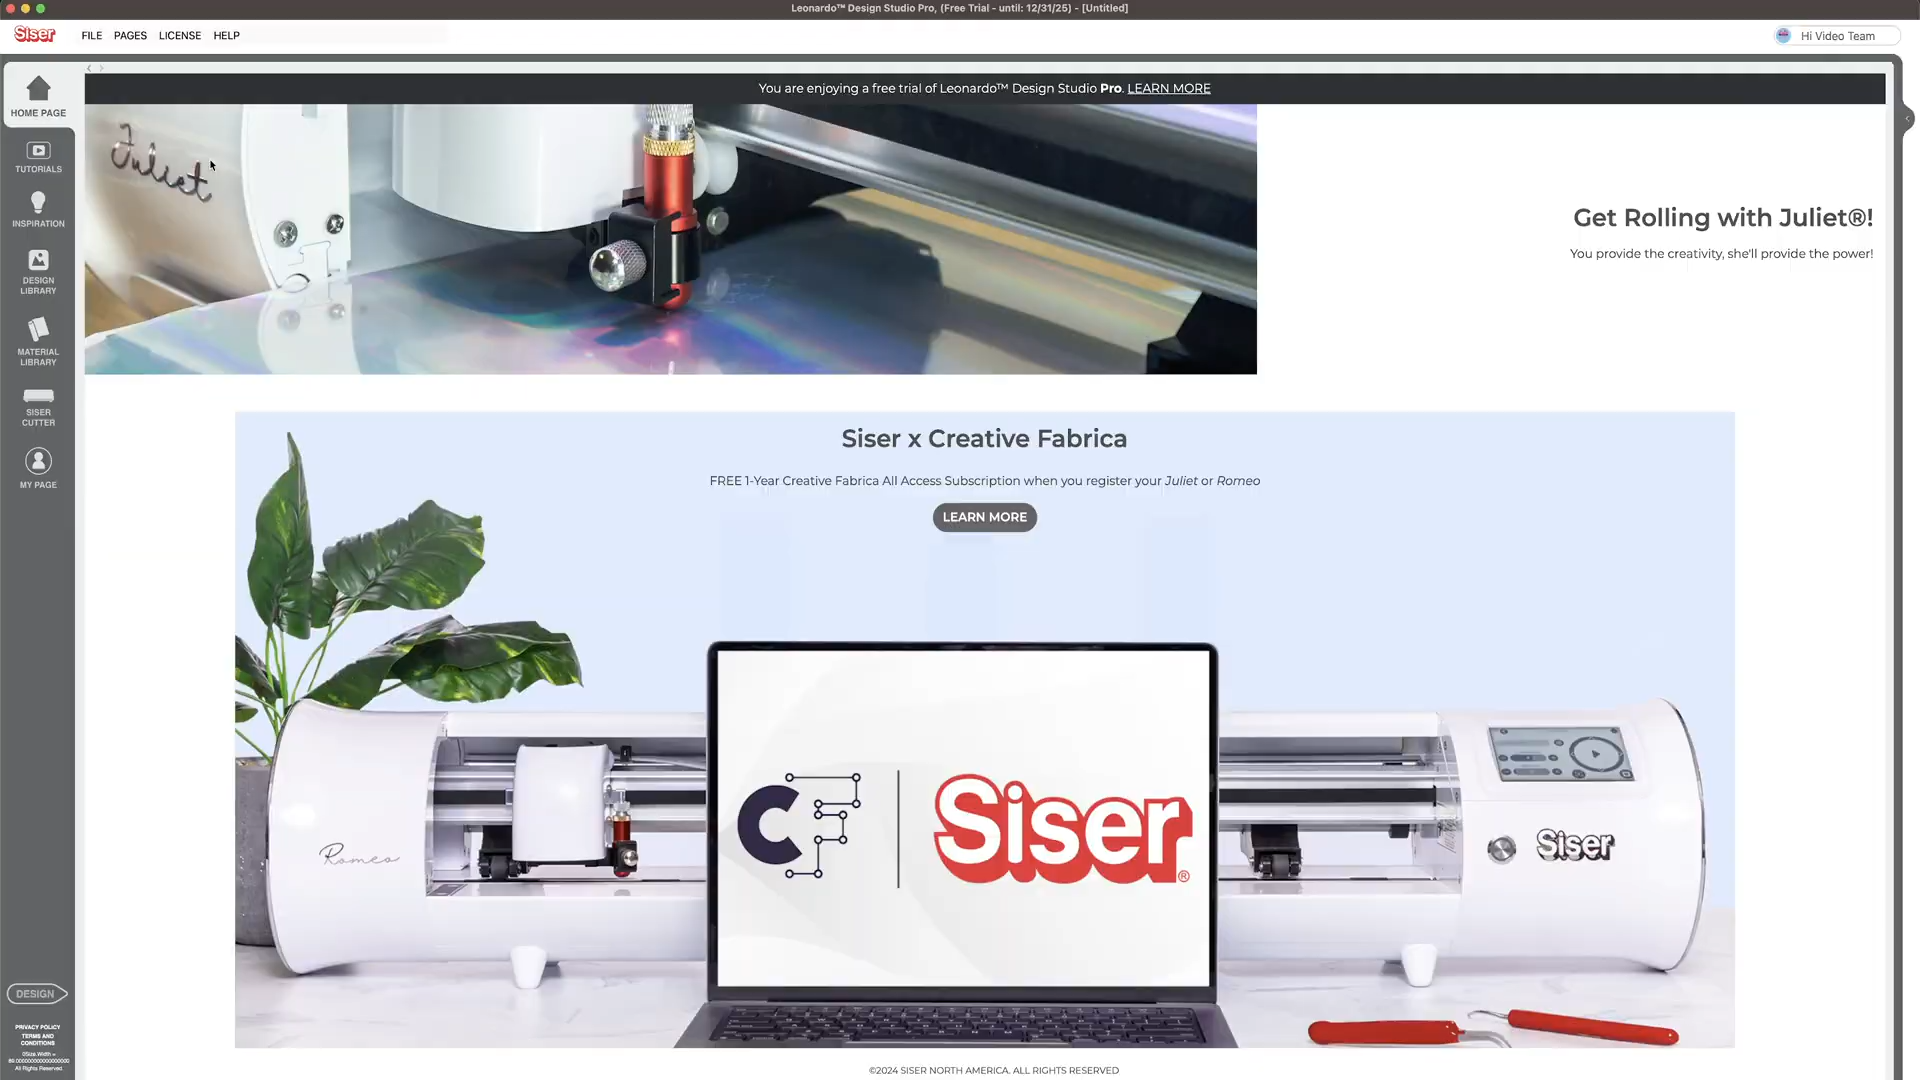 Leonardo™ Design Studio Pro, (Free Trial - until: 12/31/25) - [Untitled]
Siser
FILE PAGES LICENSE HELP
Hi Video Team
You are enjoying a free trial of Leonardo™ Design Studio Pro. LEARN MORE
HOME PAGE
TUTORIALS
INSPIRATION
DESIGN
LIBRARY
MATERIAL
LIBRARY
SISER
CUTTER
MY PAGE
Juliet
Get Rolling with Juliet®!
You provide the creativity, she'll provide the power!
Siser x Creative Fabrica
FREE 1-Year Creative Fabrica All Access Subscription when you register your Juliet or Romeo
LEARN MORE
Romeo
CF
Siser®
Siser
DESIGN
PRIVACY POLICY
TERMS AND
CONDITIONS
All Rights Reserved.
©2024 SISER NORTH AMERICA. ALL RIGHTS RESERVED